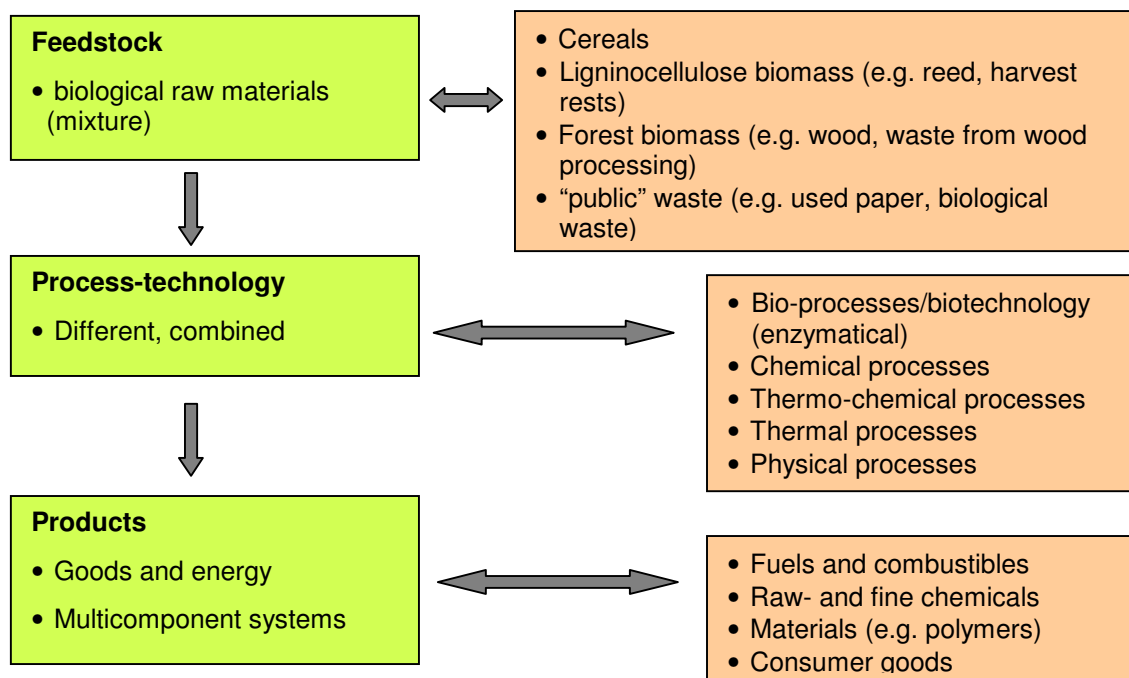 Feedstock
• biological raw materials
(mixture)
• Cereals
• Ligninocellulose biomass (e.g. reed, harvest
rests)
• Forest biomass (e.g. wood, waste from wood
processing)
• “public” waste (e.g. used paper, biological
waste)
Process-technology
• Different, combined
• Bio-processes/biotechnology
(enzymatical)
• Chemical processes
• Thermo-chemical processes
• Thermal processes
• Physical processes
Products
• Goods and energy
• Multicomponent systems
• Fuels and combustibles
• Raw- and fine chemicals
• Materials (e.g. polymers)
• Consumer goods